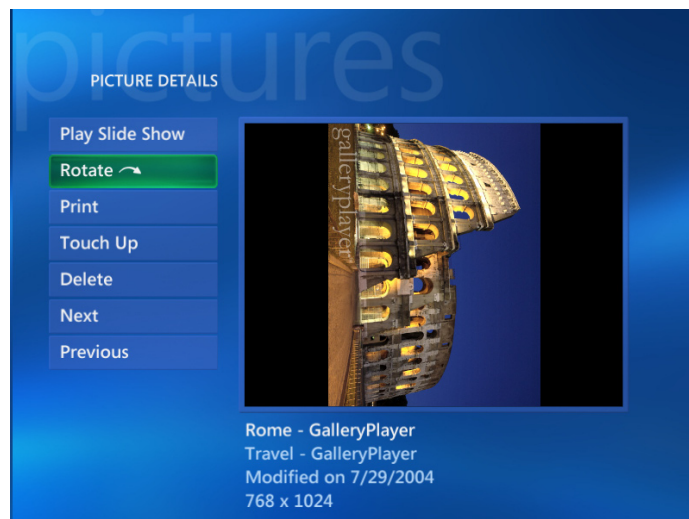 pictures
PICTURE DETAILS
Play Slide Show
Rotate
Print
Touch Up
Delete
Next
Previous
galleryplayer
Rome - GalleryPlayer
Travel - GalleryPlayer
Modified on 7/29/2004
768 x 1024